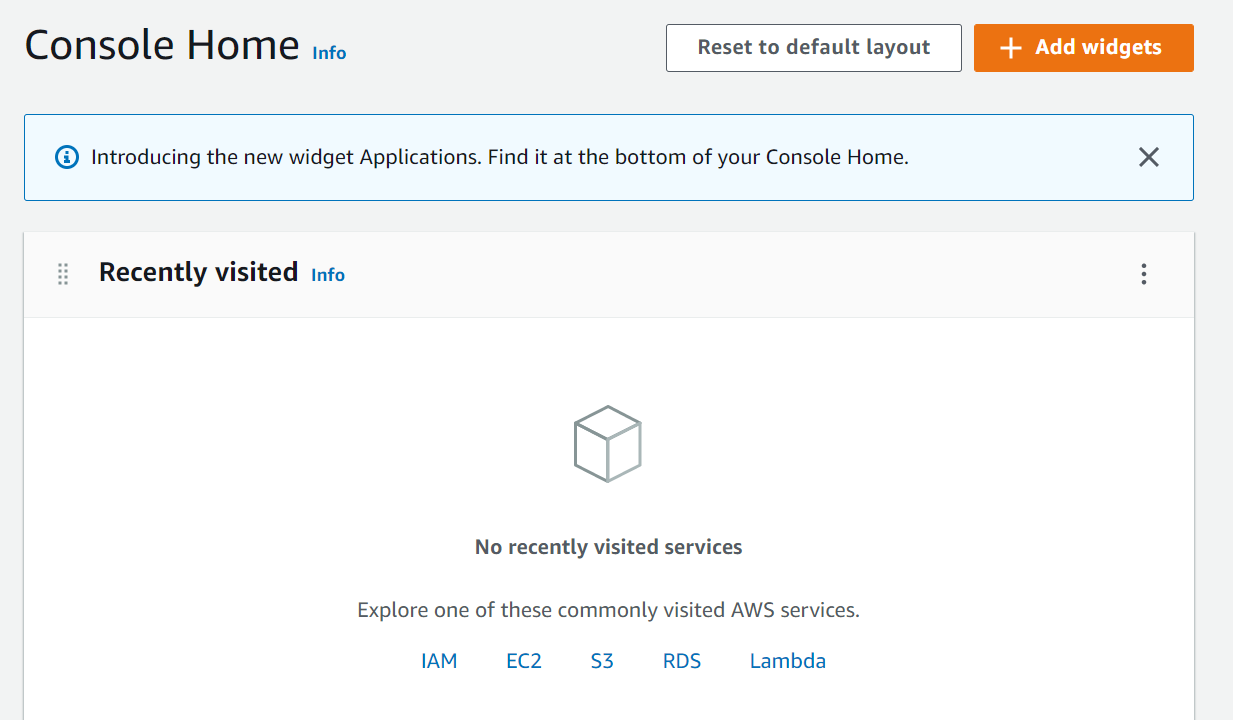 Console Home Info
Reset to default layout
Add widgets
Introducing the new widget Applications. Find it at the bottom of your Console Home.
Recently visited Info
No recently visited services
Explore one of these commonly visited AWS services.
IAM EC2 S3 RDS Lambda